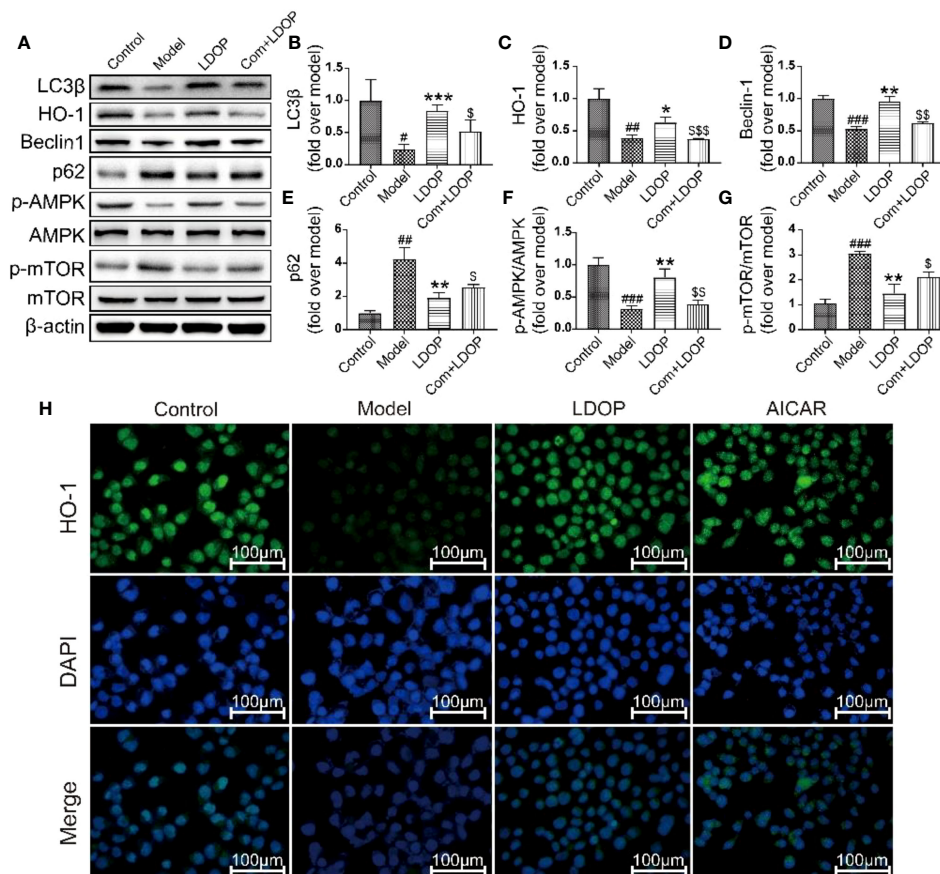 A
Control
Model
LDOP
Com+LDOP
LC3β
HO-1
Beclin1
p62
p-AMPK
AMPK
p-mTOR
mTOR
β-actin
B
LC3β
(fold over model)
1.5
1.0
0.5
0.0
#
***
$
Control
Model
LDOP
Com+LDOP
C
HO-1
(fold over model)
1.5
1.0
0.5
0.0
##
*
$$$$
Control
Model
LDOP
Com+LDOP
D
Beclin-1
(fold over model)
1.5
1.0
0.5
0.0
###
**
$$
Control
Model
LDOP
Com+LDOP
E
p62
(fold over model)
6
4
2
0
##
**
$
Control
Model
LDOP
Com+LDOP
F
p-AMPK/AMPK
(fold over model)
1.5
1.0
0.5
0.0
###
**
$$
Control
Model
LDOP
Com+LDOP
G
p-mTOR/mTOR
(fold over model)
4
3
2
1
0
###
**
$
Control
Model
LDOP
Com+LDOP
H
Control Model LDOP AICAR
HO-1
100μm 100μm 100μm 100μm
DAPI
100μm 100μm 100μm 100μm
Merge
100μm 100μm 100μm 100μm